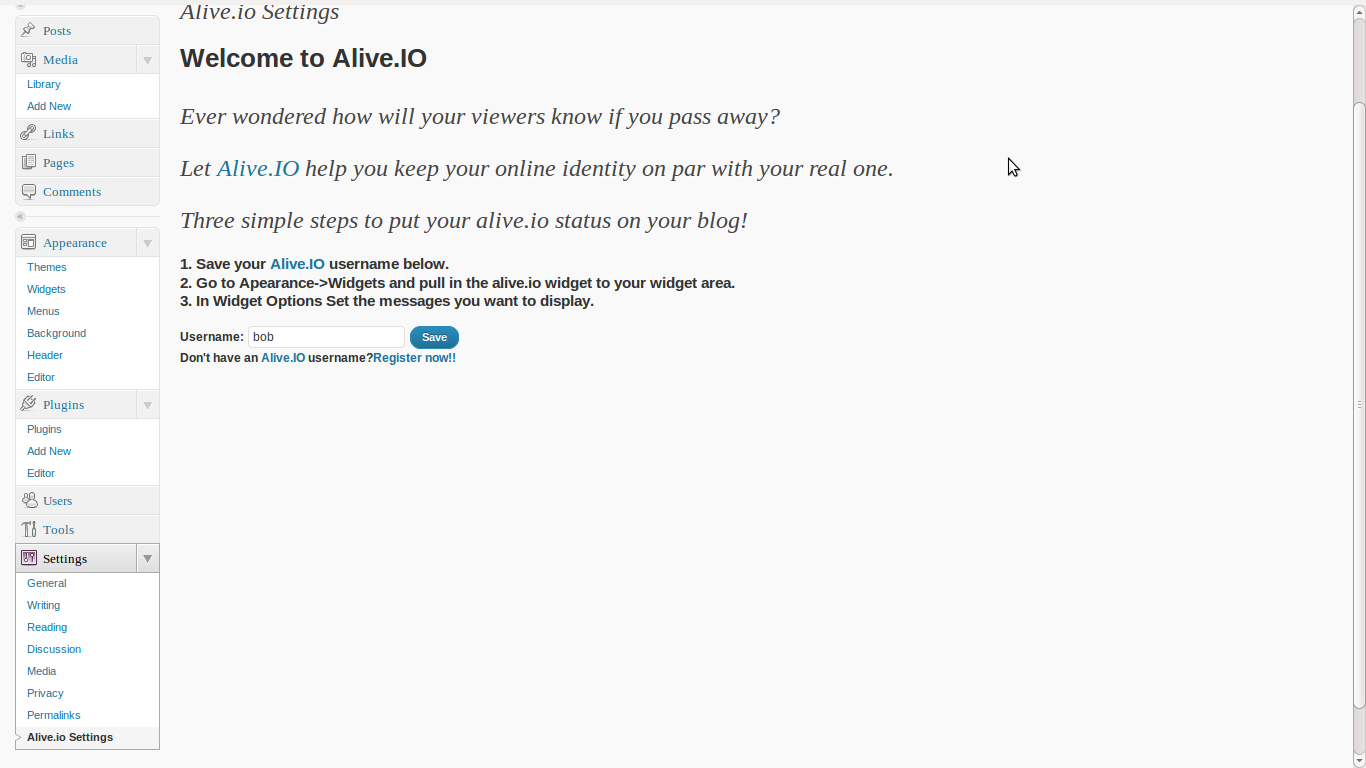 Posts
Media
Library
Add New
Links
Pages
Comments
Appearance
Themes
Widgets
Menus
Background
Header
Editor
Plugins
Plugins
Add New
Editor
Users
Tools
Settings
General
Writing
Reading
Discussion
Media
Privacy
Permalinks
Alive.io Settings
Alive.io Settings
Welcome to Alive.IO
Ever wondered how will your viewers know if you pass away?
Let Alive.IO help you keep your online identity on par with your real one.
Three simple steps to put your alive.io status on your blog!
1. Save your Alive.IO username below.
2. Go to Apearance->Widgets and pull in the alive.io widget to your widget area.
3. In Widget Options Set the messages you want to display.
Username: bob Save
Don't have an Alive.IO username?Register now!!